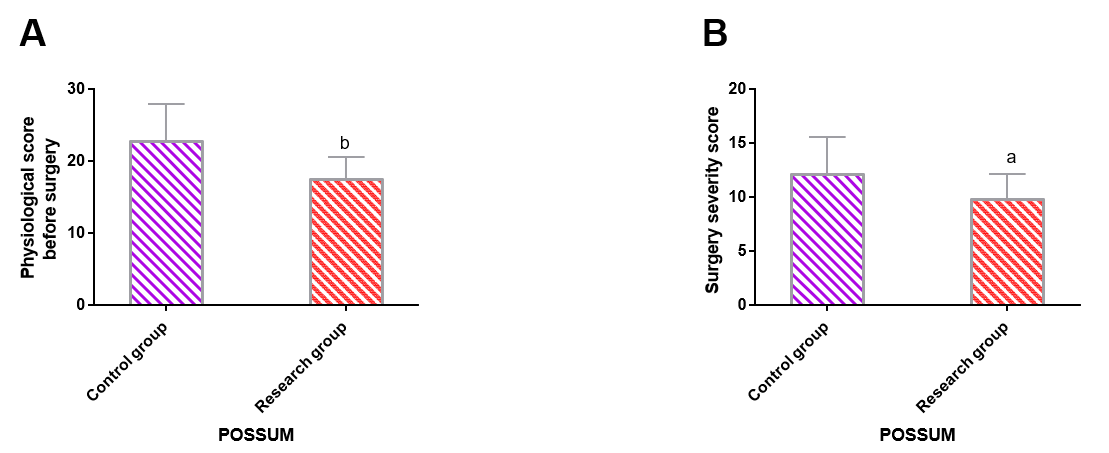 A
Physiological score
before surgery
30
20
10
0
b
Control group
Research group
POSSUM
B
Surgery severity score
20
15
10
5
0
a
Control group
Research group
POSSUM